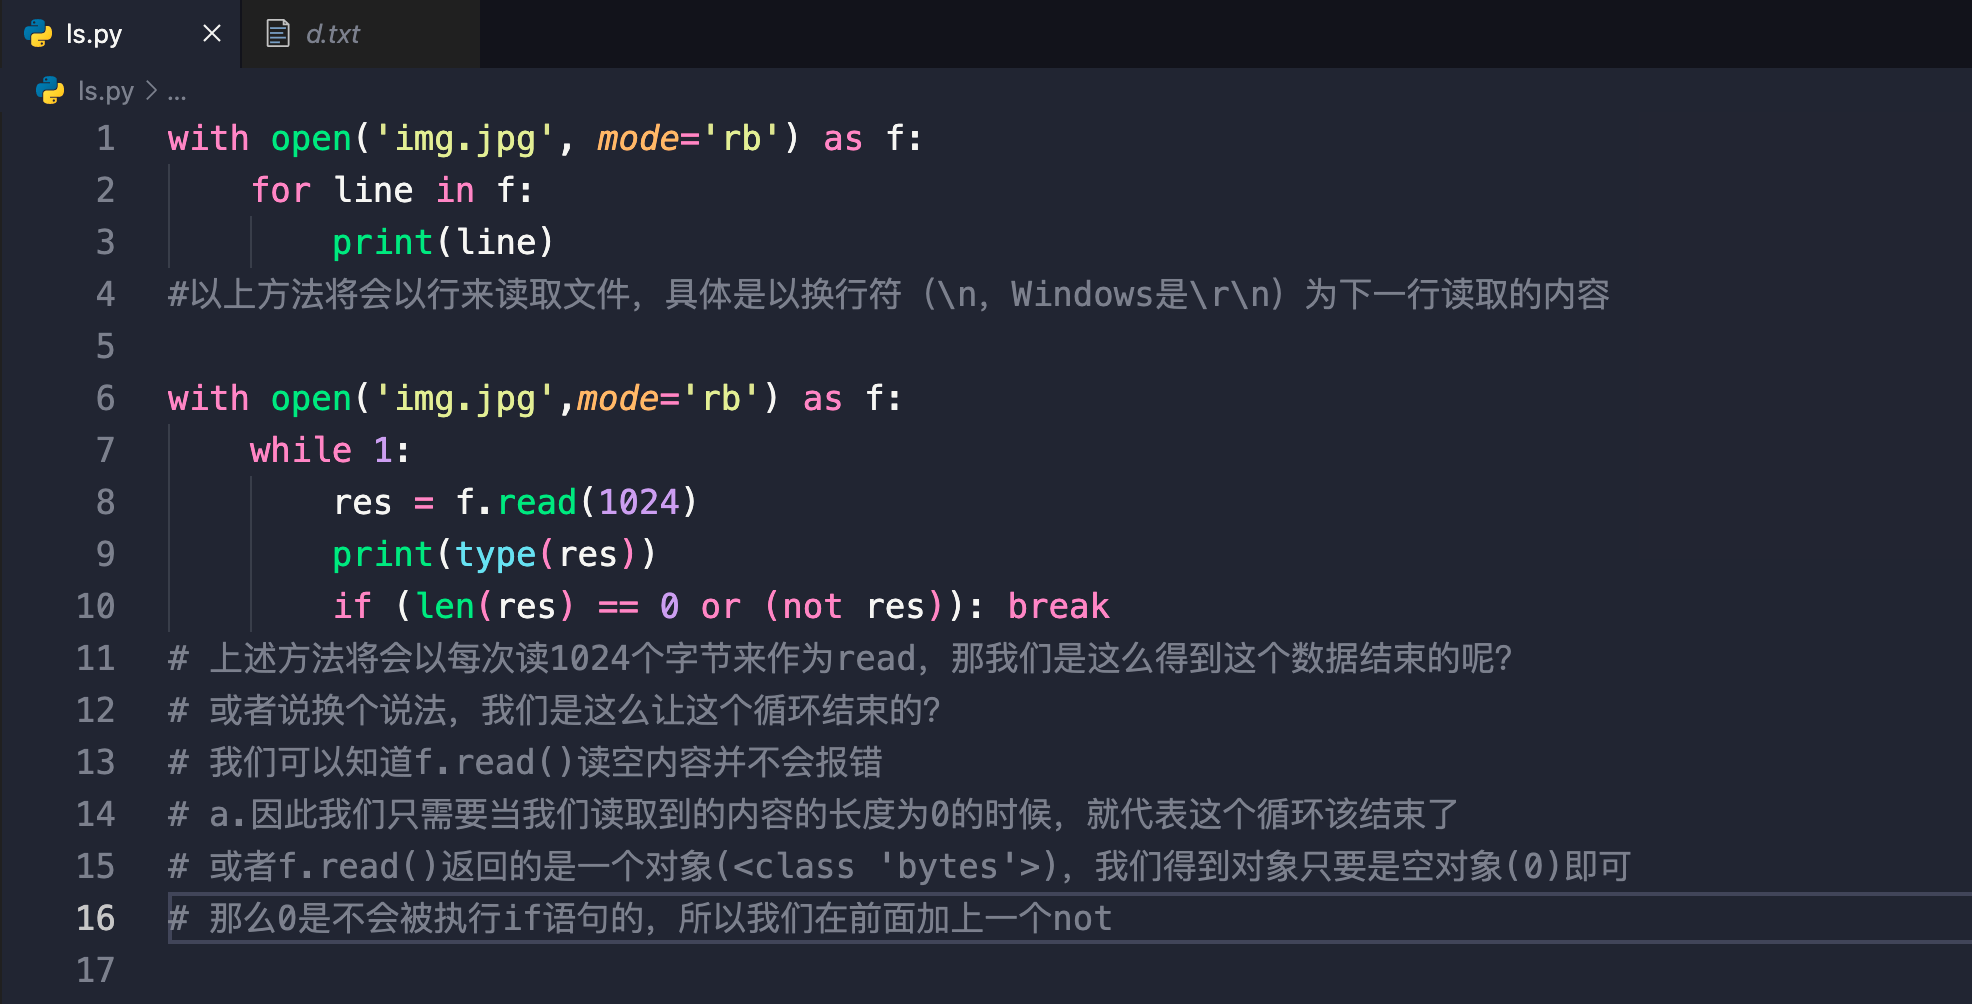 ls.py
d.txt
ls.py > ...
1 with open('img.jpg', mode='rb') as f:
2     for line in f:
3         print(line)
4 #以上方法将会以行来读取文件，具体是以换行符（\n，Windows是\r\n）为下一行读取的内容
5
6 with open('img.jpg',mode='rb') as f:
7     while 1:
8         res = f.read(1024)
9         print(type(res))
10         if (len(res) == 0 or (not res)): break
11 # 上述方法将会以每次读1024个字节来作为read，那我们是这么得到这个数据结束的呢？
12 # 或者说换个说法，我们是这么让这个循环结束的？
13 # 我们可以知道f.read()读空内容并不会报错
14 # a.因此我们只需要当我们读取到的内容的长度为0的时候，就代表这个循环该结束了
15 # 或者f.read()返回的是一个对象(<class 'bytes'>)，我们得到对象只要是空对象(0)即可
16 # 那么0是不会被执行if语句的，所以我们在前面加上一个not
17